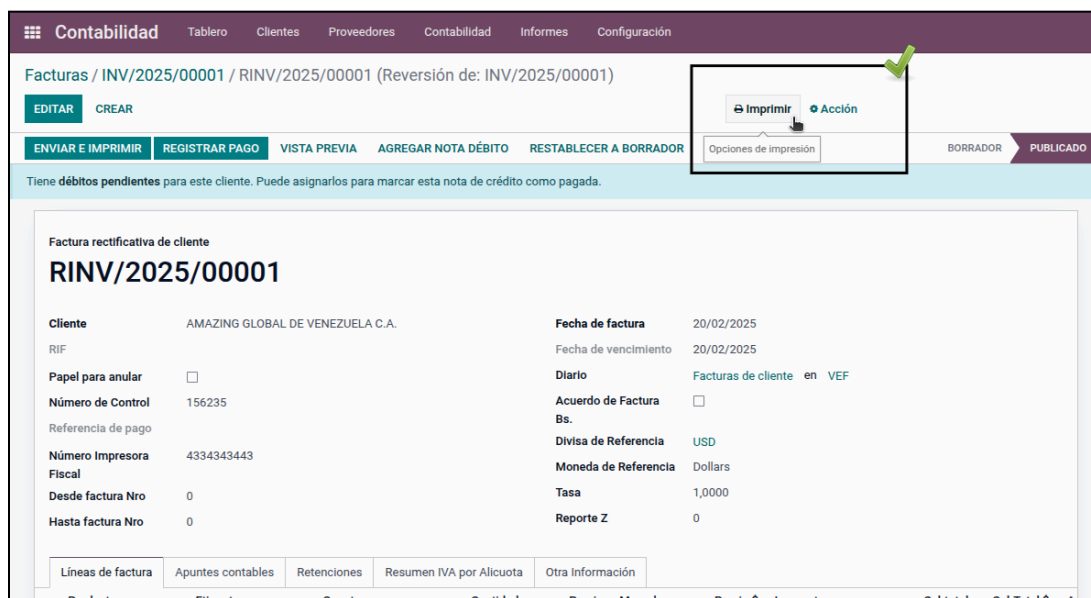 Contabilidad Tablero Clientes Proveedores Contabilidad Informes Configuración
Facturas / INV/2025/00001 / RINV/2025/00001 (Reversión de: INV/2025/00001)
EDITAR CREAR Imprimir Acción
ENVIAR E IMPRIMIR REGISTRAR PAGO VISTA PREVIA AGREGAR NOTA DÉBITO RESTABLECER A BORRADOR Opciones de impresión BORRADOR PUBLICADO
Tiene débitos pendientes para este cliente. Puede asignarlos para marcar esta nota de crédito como pagada.
Factura rectificativa de cliente
RINV/2025/00001
Cliente AMAZING GLOBAL DE VENEZUELA C.A.
RIF
Papel para anular
Número de Control 156235
Referencia de pago
Número Impresora
Fiscal
4334343443
Desde factura Nro 0
Hasta factura Nro 0
Fecha de factura 20/02/2025
Fecha de vencimiento 20/02/2025
Diario Facturas de cliente en VEF
Acuerdo de Factura
Bs.
Divisa de Referencia USD
Moneda de Referencia Dollars
Tasa 1,0000
Reporte Z 0
Líneas de factura Apuntes contables Retenciones Resumen IVA por Alicuota Otra Información